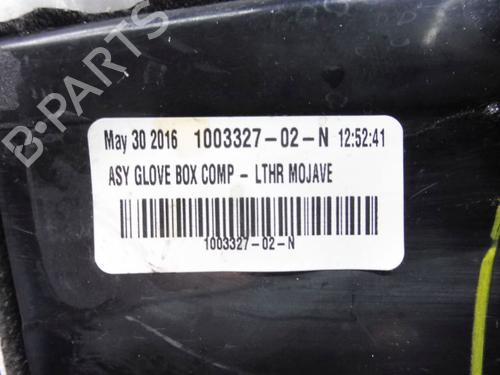 May 30 2016 1003327-02-N 12:52:41
ASY GLOVE BOX COMP - LTHR MOJAVE
1003327-02-N
B-PARTS